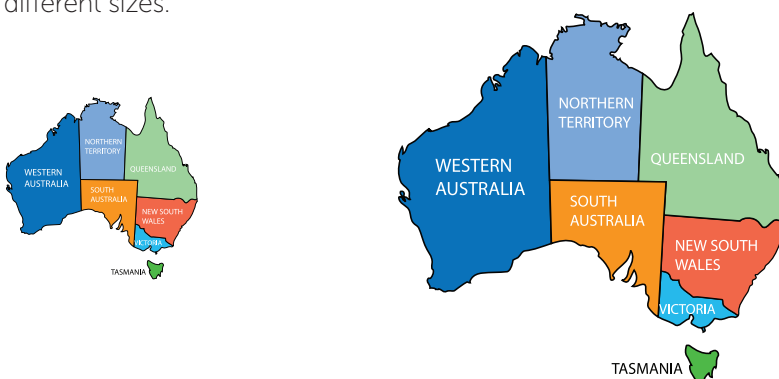 different sizes.
NORTHERN
TERRITORY
QUEENSLAND
WESTERN
AUSTRALIA
SOUTH
AUSTRALIA
NEW SOUTH
WALES
VICTORIA
TASMANIA
NORTHERN
TERRITORY
QUEENSLAND
WESTERN
AUSTRALIA
SOUTH
AUSTRALIA
NEW SOUTH
WALES
VICTORIA
TASMANIA